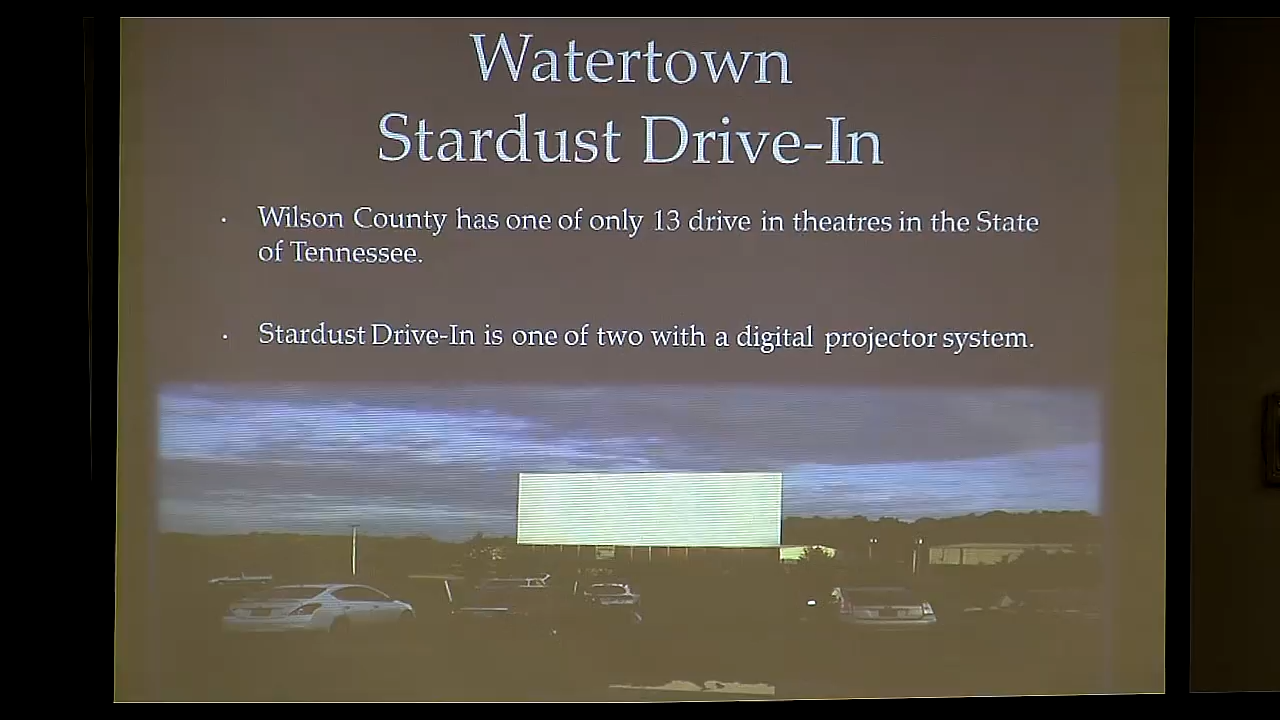 Watertown
Stardust Drive-In
· Wilson County has one of only 13 drive in theatres in the State
of Tennessee.
· Stardust Drive-In is one of two with a digital projector system.